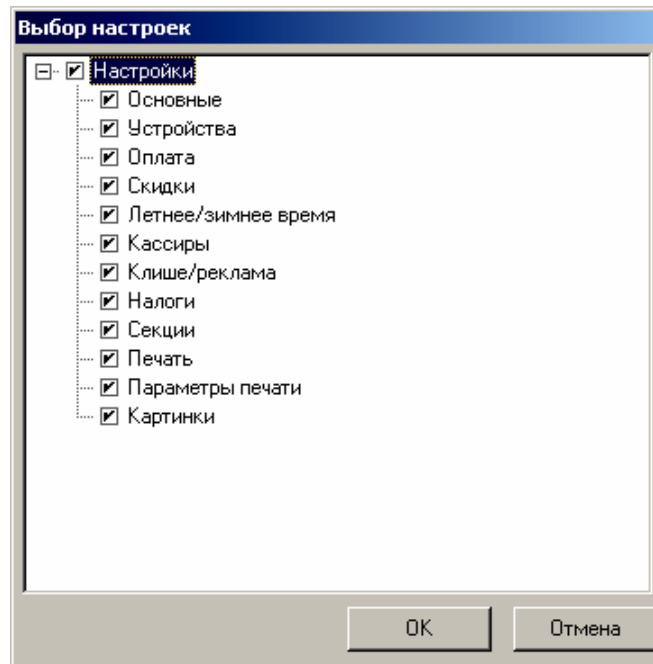 Выбор настроек
Настройки
Основные
Устройства
Оплата
Скидки
Летнее/зимнее время
Кассиры
Клише/реклама
Налоги
Секции
Печать
Параметры печати
Картинки
OK
Отмена